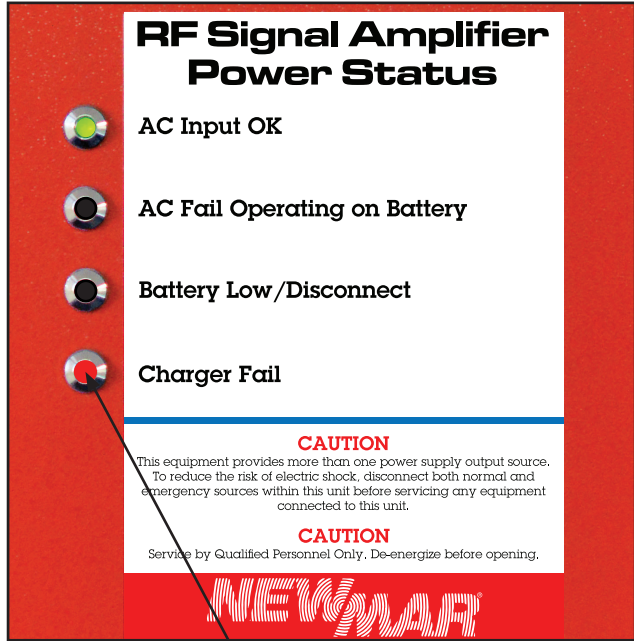 RF Signal Amplifier
Power Status
AC Input OK
AC Fail Operating on Battery
Battery Low/Disconnect
Charger Fail
CAUTION
This equipment provides more than one power supply output source.
To reduce the risk of electric shock, disconnect both normal and
emergency sources within this unit before servicing any equipment
connected to this unit.
CAUTION
Service by Qualified Personnel Only. De-energize before opening.
NEWMAR®